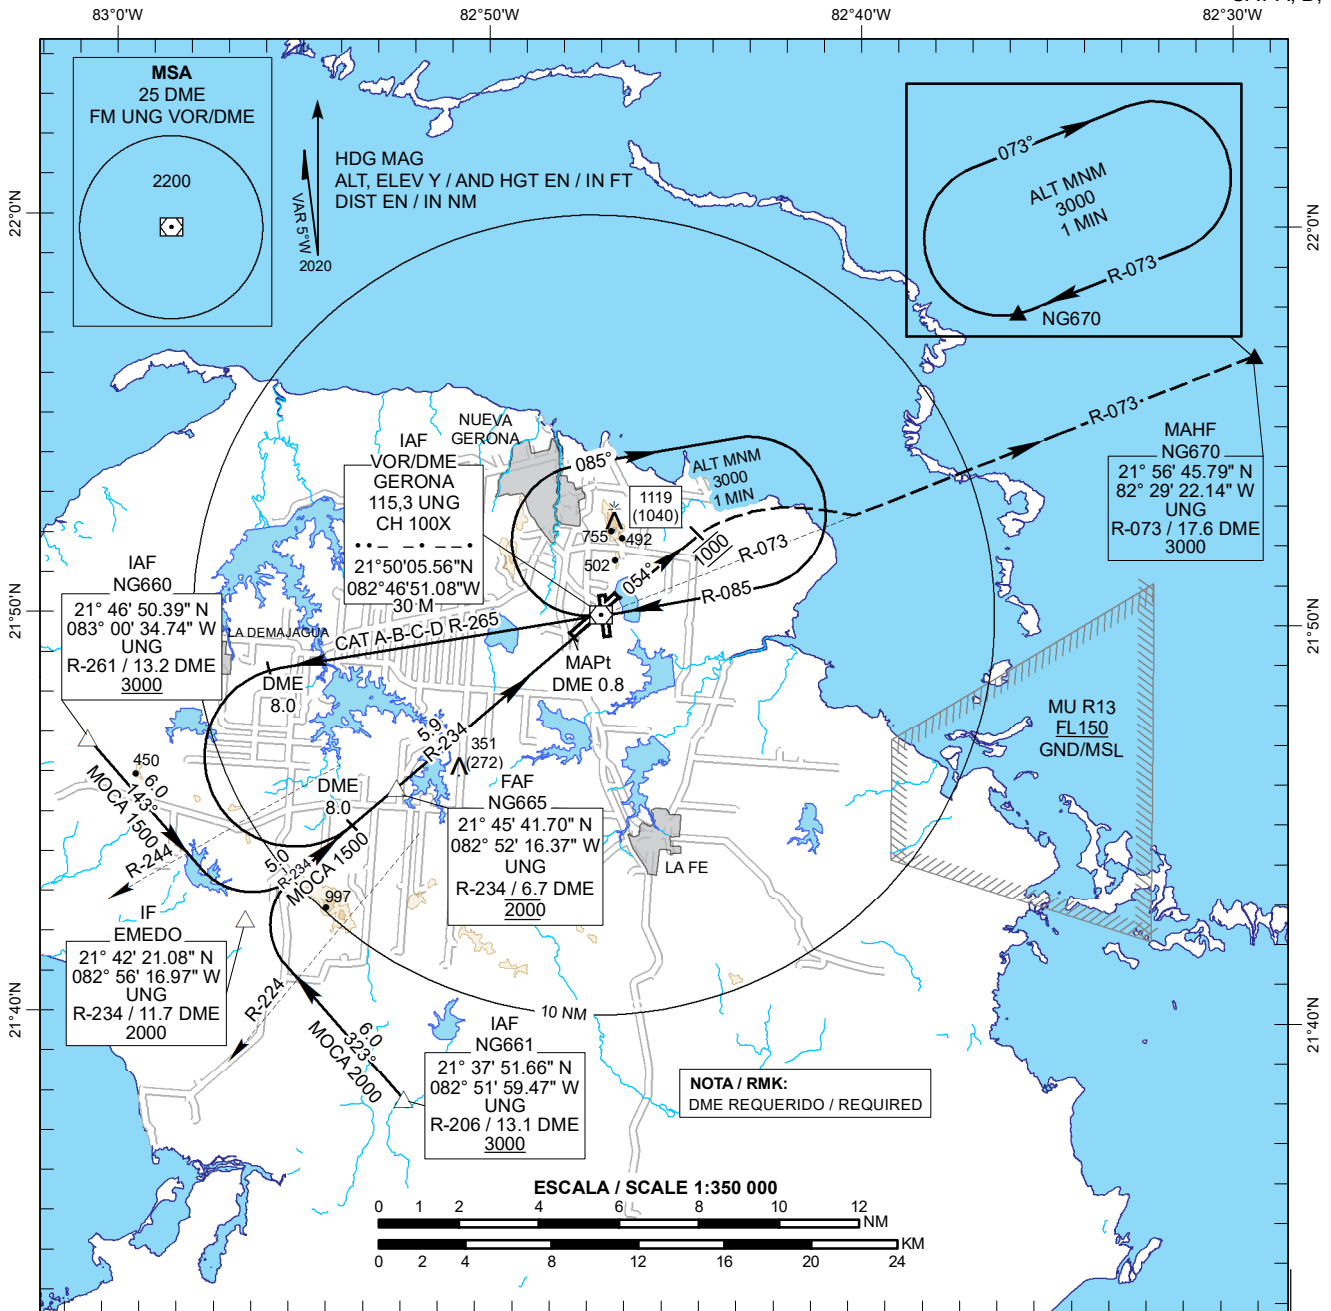 82°50'W
82°40'W
82°30'W
83°0'W
22°0'N
21°50'N
21°40'N
22°0'N
21°50'N
21°40'N
MSA
25 DME
FM UNG VOR/DME
2200
VAR 5°W
2020
HDG MAG
ALT, ELEV Y / AND HGT EN / IN FT
DIST EN / IN NM
073°
ALT MNM
3000
1 MIN
R-073
NG670
R-073
MAHF
NG670
21° 56' 45.79" N
82° 29' 22.14" W
UNG
R-073 / 17.6 DME
3000
NUEVA
GERONA
IAF
VOR/DME
GERONA
115,3 UNG
CH 100X
21°50'05.56"N
082°46'51.08"W
30 M
085°
ALT MNM
3000
1 MIN
1119
(1040)
755
492
502
054°
1000
R-073
R-085
IAF
NG660
21° 46' 50.39" N
083° 00' 34.74" W
UNG
R-261 / 13.2 DME
3000
LA DEMAJAGUA
CAT A-B-C-D R-265
DME
8.0
MAPt
DME 0.8
MU R13
FL150
GND/MSL
5.9
R-234
351
(272)
450
6.0
143°
MOCA 1500
R-244
DME
8.0
FAF
NG665
21° 45' 41.70" N
082° 52' 16.37" W
UNG
R-234 / 6.7 DME
2000
5.0
R-234
MOCA 1500
LA FE
997
IF
EMEDO
21° 42' 21.08" N
082° 56' 16.97" W
UNG
R-234 / 11.7 DME
2000
R-224
10 NM
6.0
323°
MOCA 2000
IAF
NG661
21° 37' 51.66" N
082° 51' 59.47" W
UNG
R-206 / 13.1 DME
3000
NOTA / RMK:
DME REQUERIDO / REQUIRED
ESCALA / SCALE 1:350 000
0 1 2 4 6 8 10 12
NM
KM
0 2 4 8 12 16 20 24